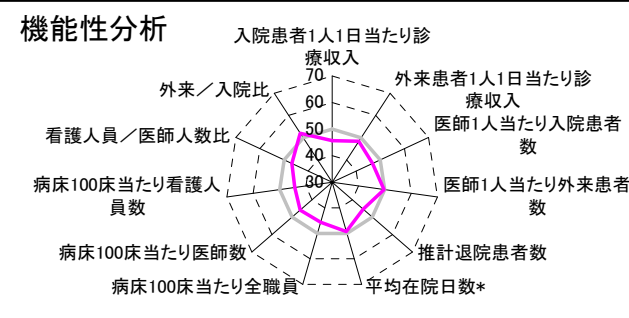 機能性分析
入院患者1人1日当たり診
療収入
外来患者1人1日当たり診
療収入
医師1人当たり入院患者
数
医師1人当たり外来患者
数
推計退院患者数
平均在院日数*
病床100床当たり全職員
病床100床当たり医師数
病床100床当たり看護人
員数
看護人員／医師人数比
外来／入院比
70
60
50
40
30